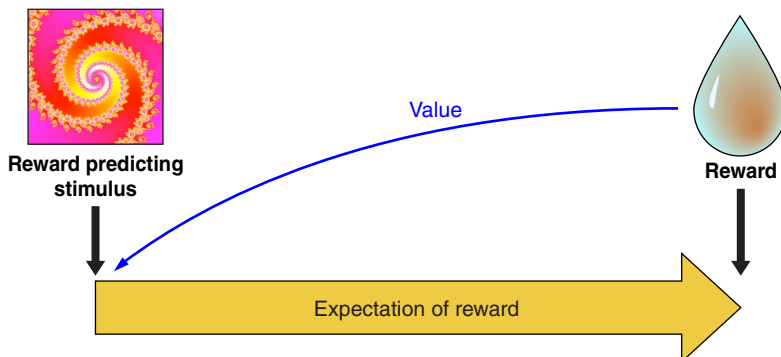 Value
Reward predicting
stimulus
Reward
Expectation of reward